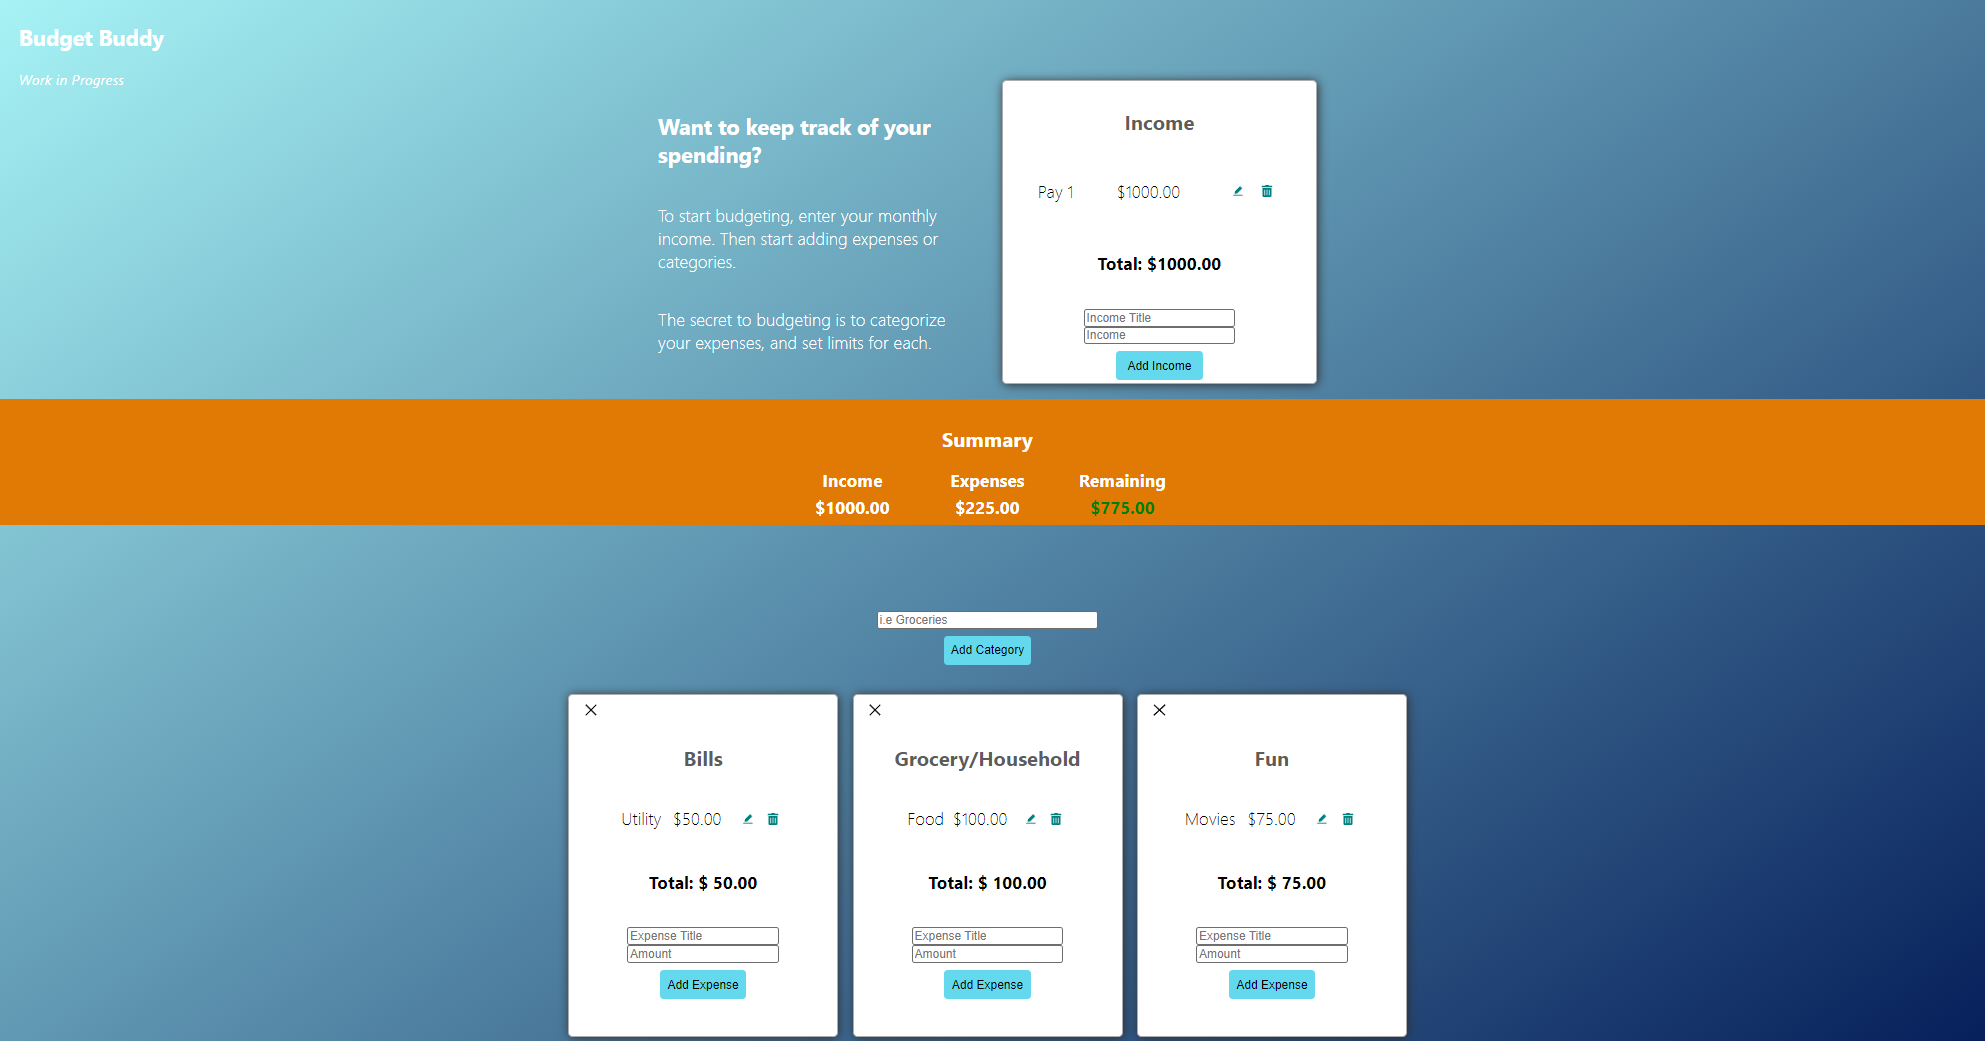 Budget Buddy
Work in Progress
Want to keep track of your
spending?
To start budgeting, enter your monthly
income. Then start adding expenses or
categories.
The secret to budgeting is to categorize
your expenses, and set limits for each.
Income
Pay 1 $1000.00
Total: $1000.00
Income Title
Income
Add Income
Summary
Income Expenses Remaining
$1000.00 $225.00 $775.00
i.e Groceries
Add Category
Bills
Utility $50.00
Total: $ 50.00
Expense Title
Amount
Add Expense
Grocery/Household
Food $100.00
Total: $ 100.00
Expense Title
Amount
Add Expense
Fun
Movies $75.00
Total: $ 75.00
Expense Title
Amount
Add Expense